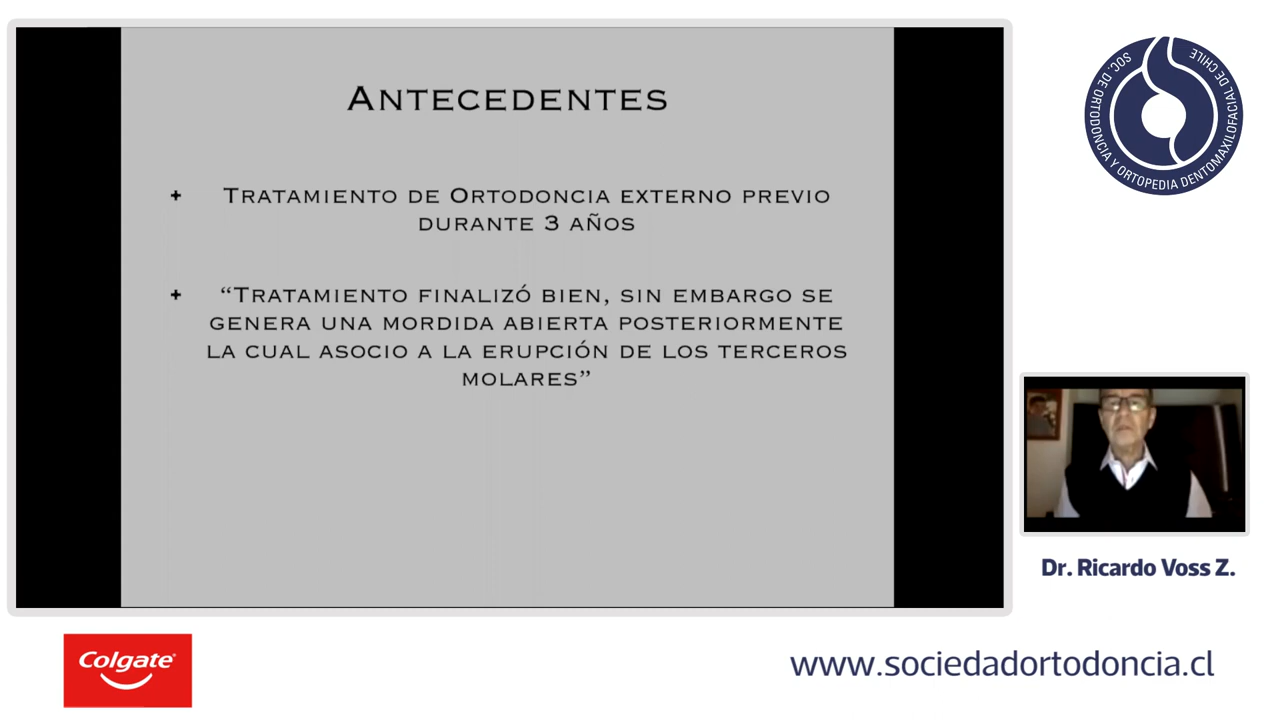 ANTECEDENTES
+ TRATAMIENTO DE ORTODONCIA EXTERNO PREVIO
DURANTE 3 AÑOS
+ “TRATAMIENTO FINALIZÓ BIEN, SIN EMBARGO SE
GENERA UNA MORDIDA ABIERTA POSTERIORMENTE
LA CUAL ASOCIO A LA ERUPCIÓN DE LOS TERCEROS
MOLARES”
SOC. DE ORTODONCIA Y ORTOPEDIA DENTOMAXILOFACIAL DE CHILE
Dr. Ricardo Voss Z.
Colgate®
www.sociedadortodoncia.cl